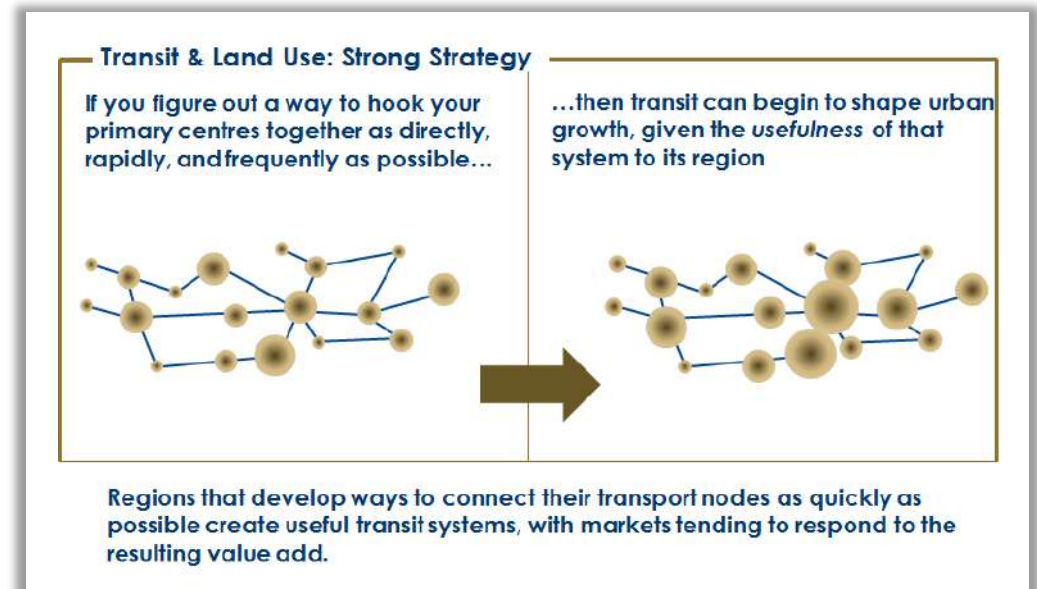 Transit & Land Use: Strong Strategy
If you figure out a way to hook your
primary centres together as directly,
rapidly, and frequently as possible...
...then transit can begin to shape urban
growth, given the usefulness of that
system to its region
Regions that develop ways to connect their transport nodes as quickly as
possible create useful transit systems, with markets tending to respond to the
resulting value add.